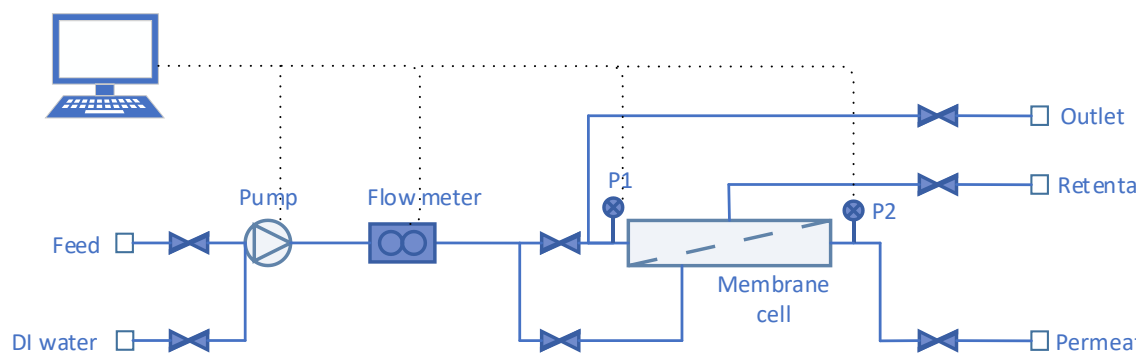 Outlet
P1
Retenta
Pump
Flow meter
P2
Feed
Membrane
cell
DI water
Permeat